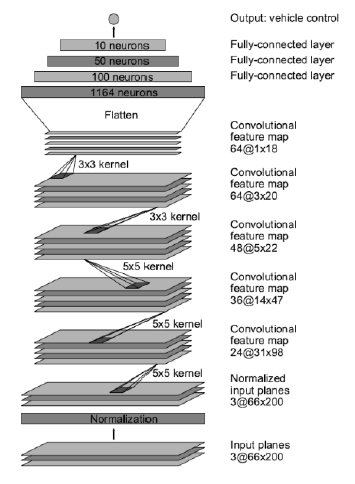 Output: vehicle control
10 neurons
Fully-connected layer
50 neurons
Fully-connected layer
100 neurons
Fully-connected layer
1164 neurons
Flatten
Convolutional
feature map
64@1x18
3x3 kernel
Convolutional
feature map
64@3x20
3x3 kernel
Convolutional
feature map
48@5x22
5x5 kernel
Convolutional
feature map
36@14x47
5x5 kernel
Convolutional
feature map
24@31x98
5x5 kernel
Normalized
input planes
3@66x200
Normalization
Input planes
3@66x200